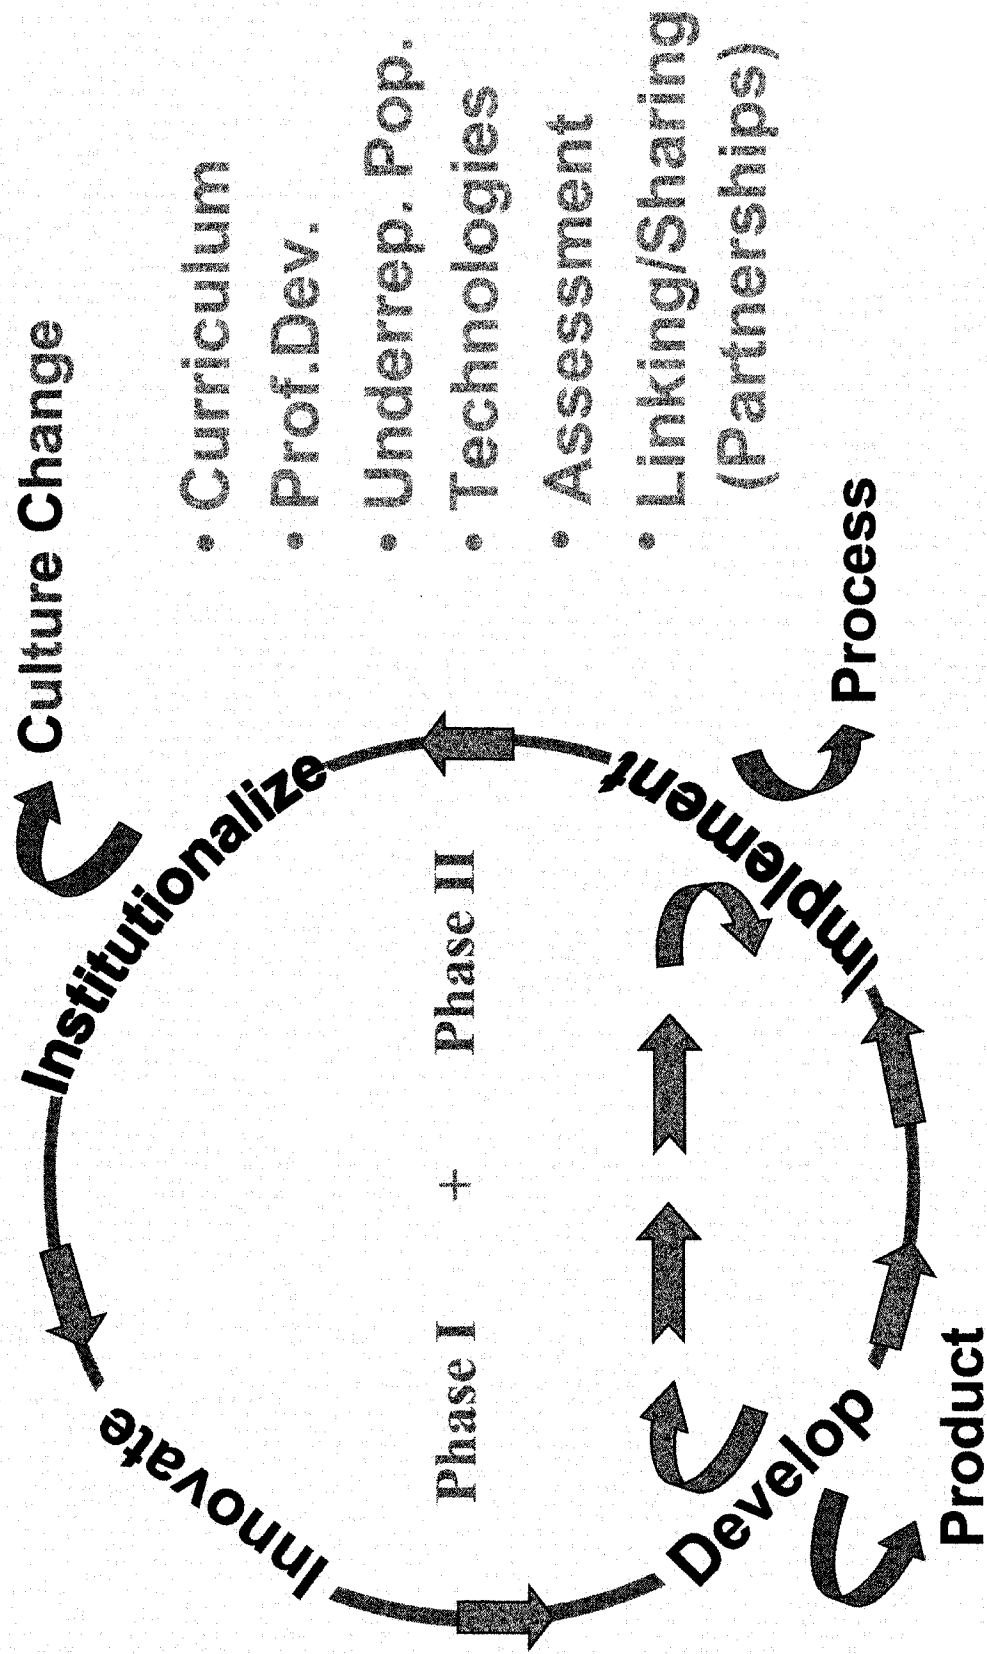 Culture Change
Institutionalize
Innovate
Phase I + Phase II
Develop
Implement
Product
Process
• Curriculum
• Prof.Dev.
• Underrep. Pop.
• Technologies
• Assessment
• Linking/Sharing
(Partnerships)